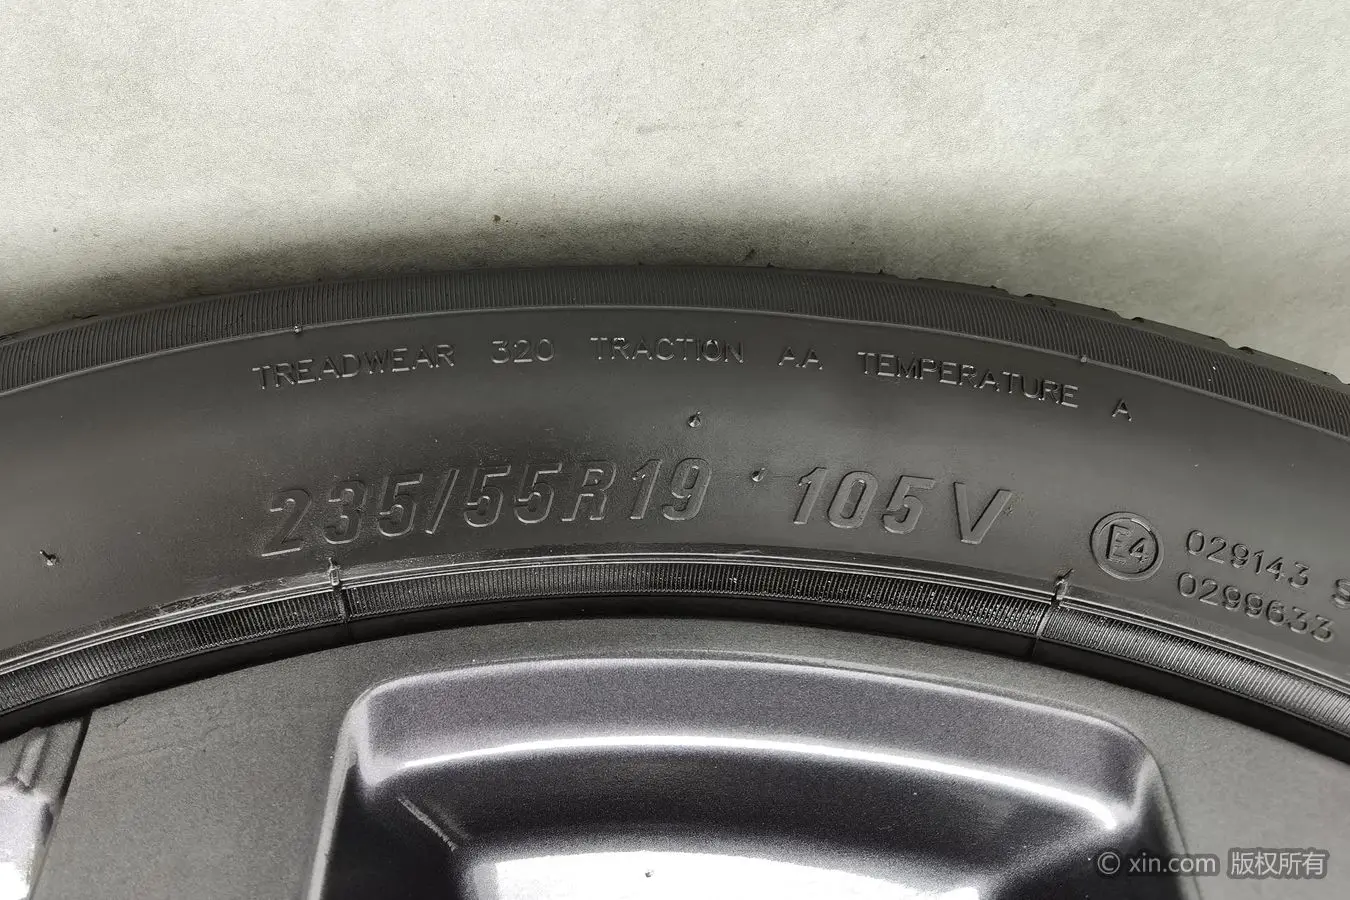 TREADWEAR 320 TRACTION AA TEMPERATURE A
235/55R19 105V
E4
029143
0299633
© xin.com 版权所有